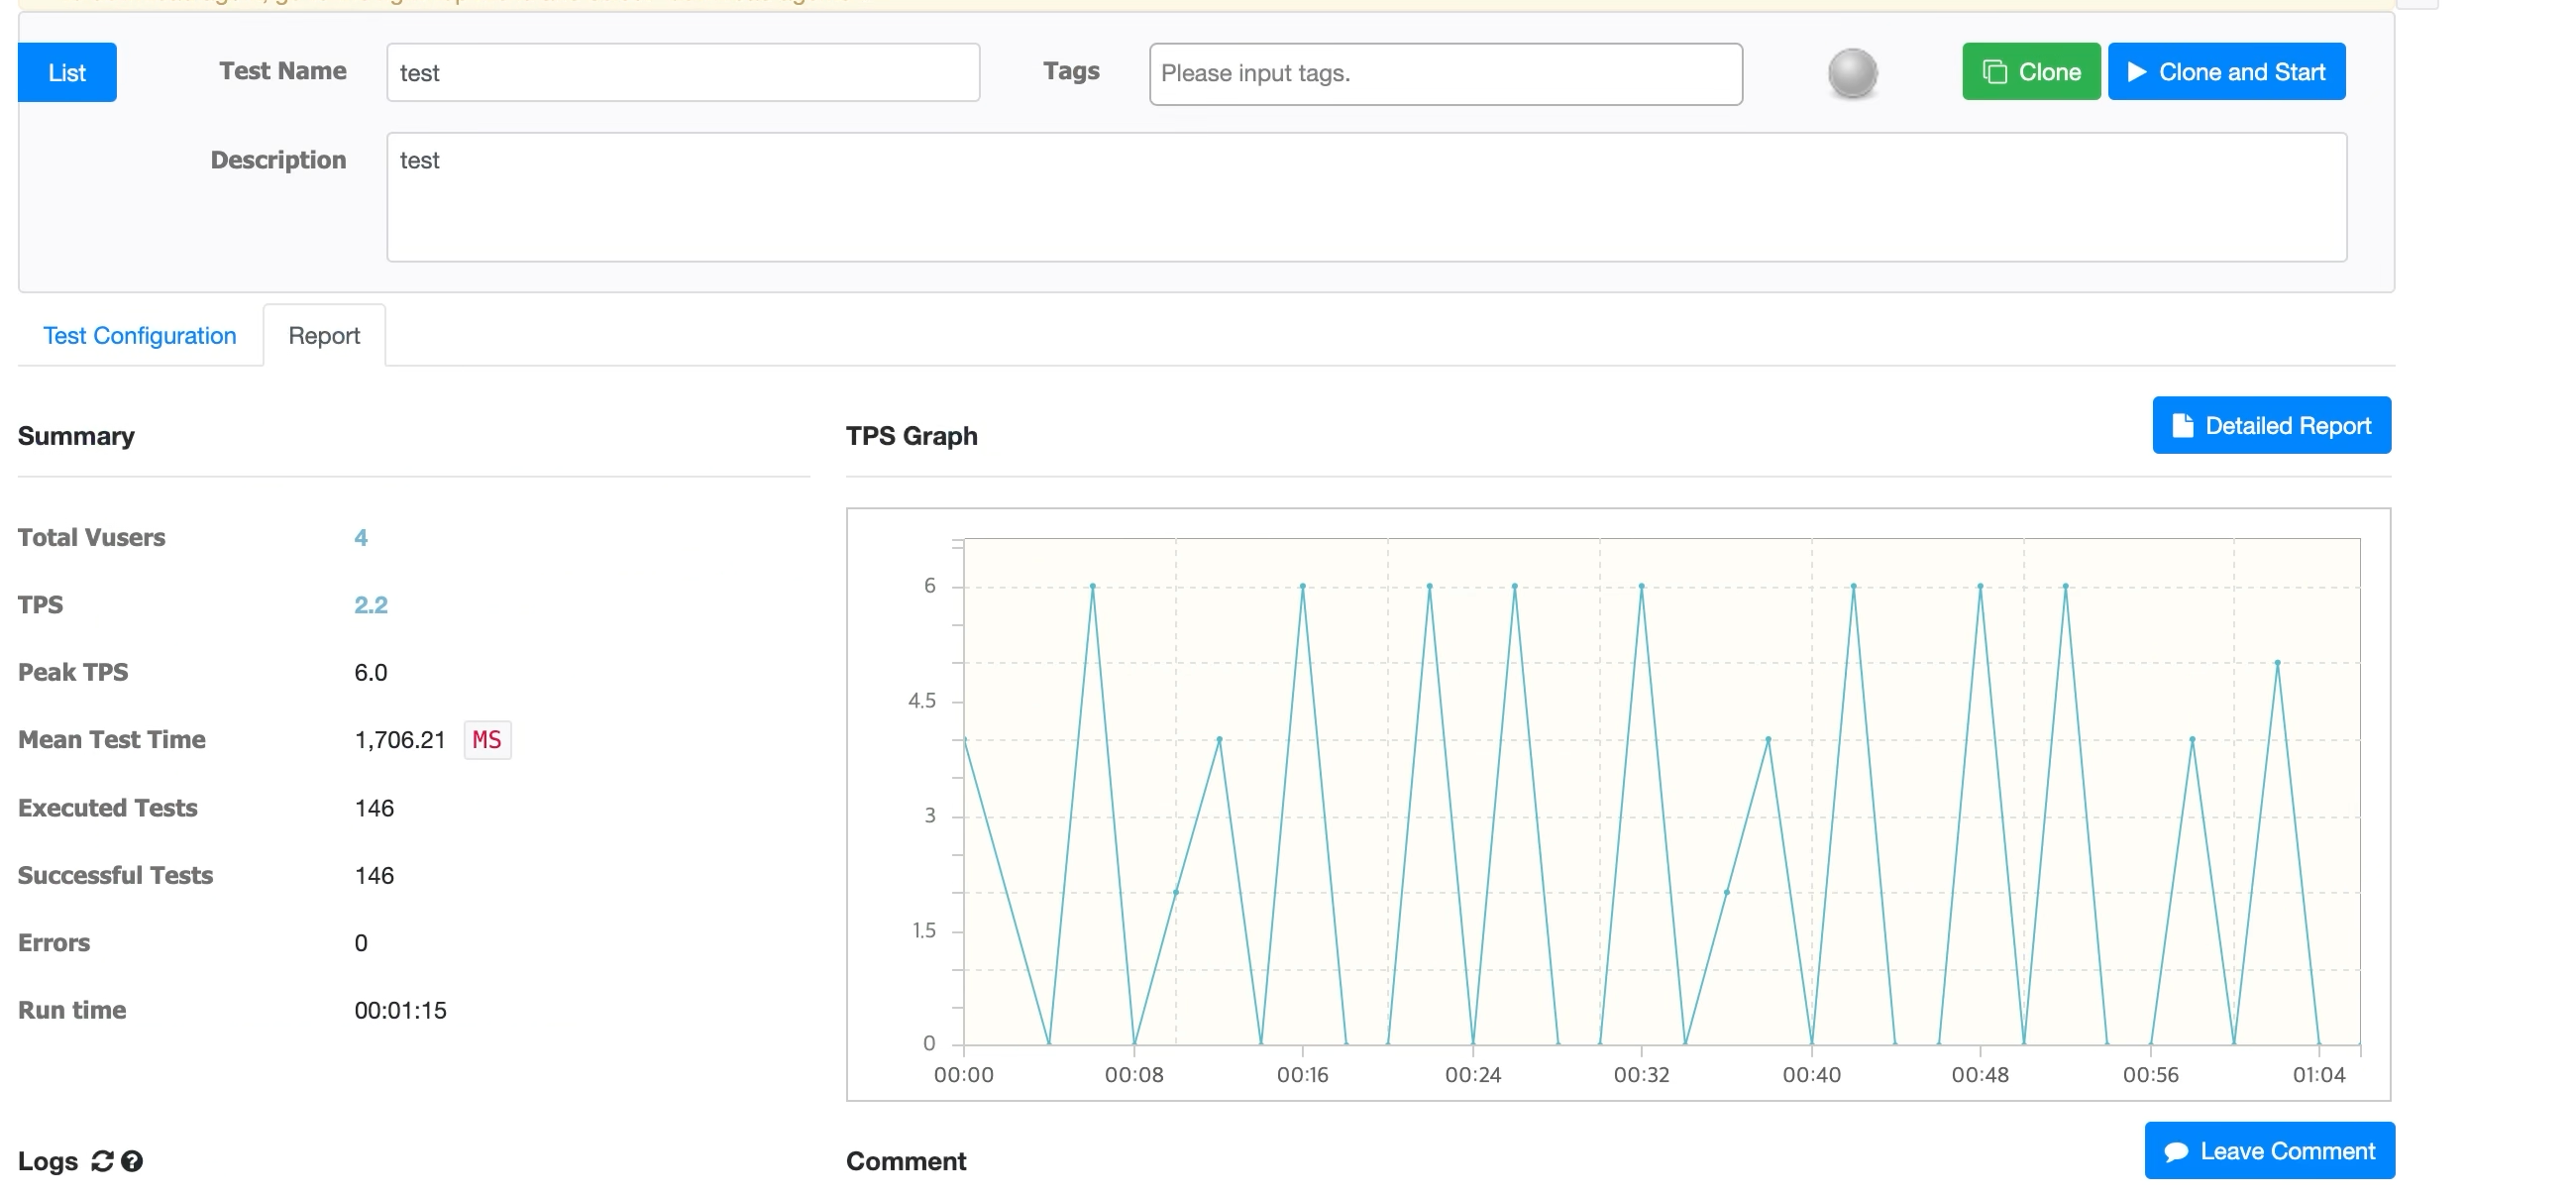 List
Test Name
test
Tags
Please input tags.
Clone
Clone and Start
Description
test
Test Configuration
Report
Summary
TPS Graph
Detailed Report
Total Vusers 4
TPS 2.2
Peak TPS 6.0
Mean Test Time 1,706.21 MS
Executed Tests 146
Successful Tests 146
Errors 0
Run time 00:01:15
6
4.5
3
1.5
0
00:00 00:08 00:16 00:24 00:32 00:40 00:48 00:56 01:04
Logs
Comment
Leave Comment